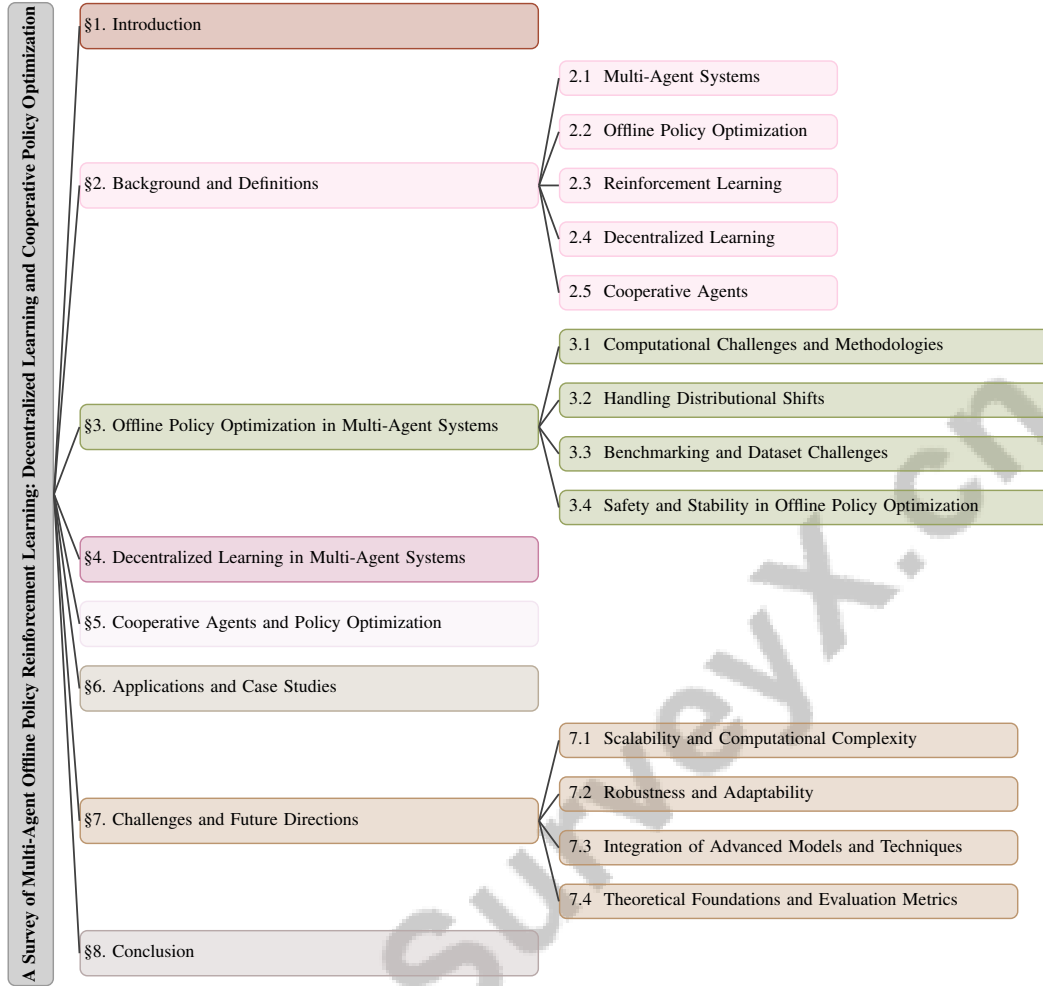 A Survey of Multi-Agent Offline Policy Reinforcement Learning: Decentralized Learning and Cooperative Policy Optimization
§1. Introduction
§2. Background and Definitions
2.1 Multi-Agent Systems
2.2 Offline Policy Optimization
2.3 Reinforcement Learning
2.4 Decentralized Learning
2.5 Cooperative Agents
§3. Offline Policy Optimization in Multi-Agent Systems
3.1 Computational Challenges and Methodologies
3.2 Handling Distributional Shifts
3.3 Benchmarking and Dataset Challenges
3.4 Safety and Stability in Offline Policy Optimization
§4. Decentralized Learning in Multi-Agent Systems
§5. Cooperative Agents and Policy Optimization
§6. Applications and Case Studies
§7. Challenges and Future Directions
7.1 Scalability and Computational Complexity
7.2 Robustness and Adaptability
7.3 Integration of Advanced Models and Techniques
7.4 Theoretical Foundations and Evaluation Metrics
§8. Conclusion
SurveyX.cn